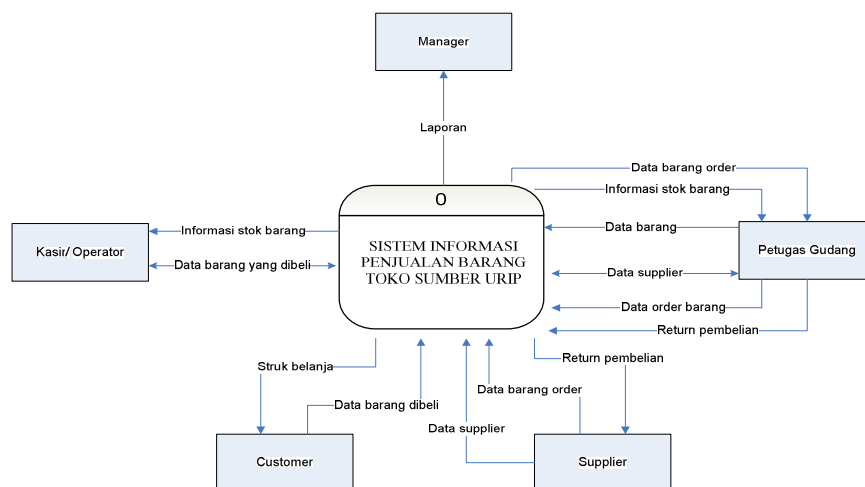 Manager
Laporan
Data barang order
Informasi stok barang
0
Informasi stok barang
Data barang
Kasir/ Operator
SISTEM INFORMASI
PENJUALAN BARANG
TOKO SUMBER URIP
Petugas Gudang
Data barang yang dibeli
Data supplier
Data order barang
Return pembelian
Struk belanja
Return pembelian
Data barang order
Data barang dibeli
Data supplier
Customer
Supplier